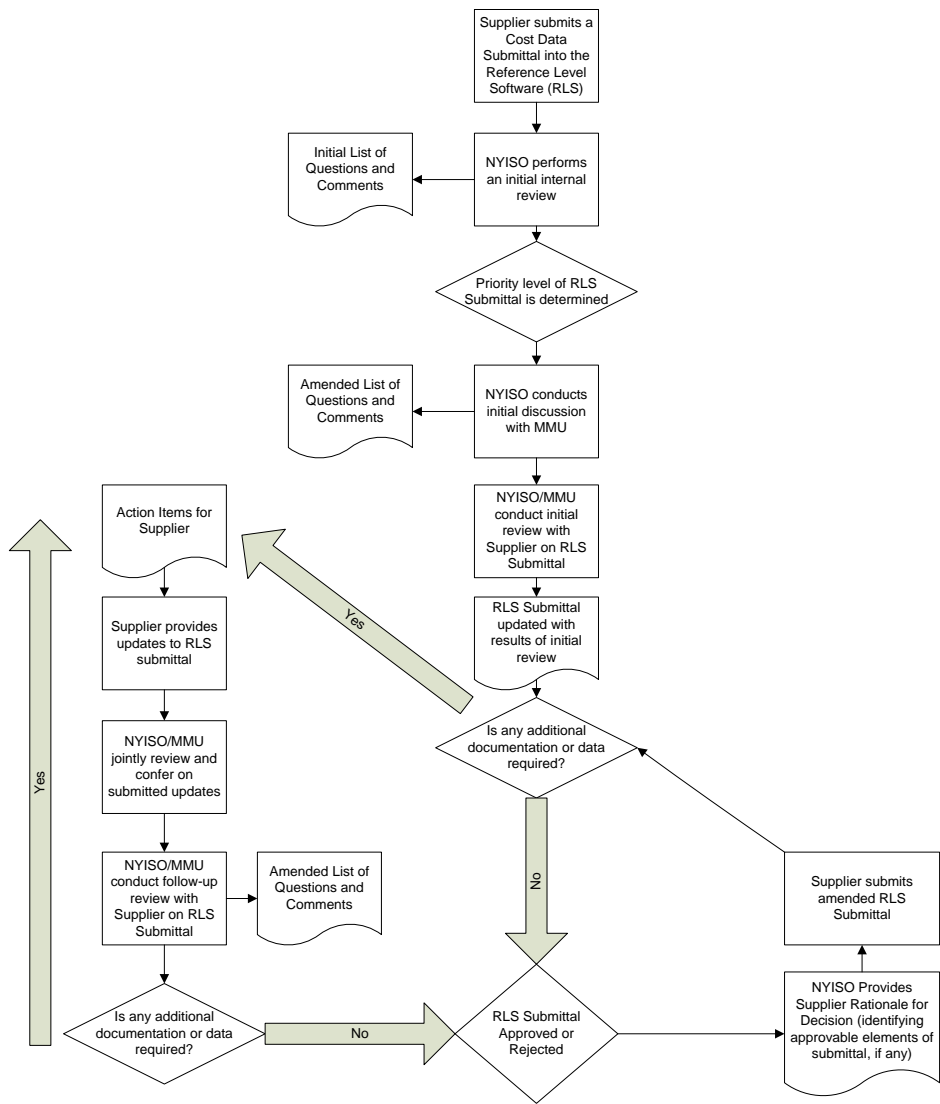 Supplier submits a
Cost Data
Submittal into the
Reference Level
Software (RLS)
Initial List of
Questions and
Comments
NYISO performs
an initial internal
review
Priority level of RLS
Submittal is determined
Amended List of
Questions and
Comments
NYISO conducts
initial discussion
with MMU
NYISO/MMU
conduct initial
review with
Supplier on RLS
Submittal
RLS Submittal
updated with
results of initial
review
Is any additional
documentation or data
required?
Yes
Action Items for
Supplier
Supplier provides
updates to RLS
submittal
NYISO/MMU
jointly review and
confer on
submitted updates
NYISO/MMU
conduct follow-up
review with
Supplier on RLS
Submittal
Amended List of
Questions and
Comments
Is any additional
documentation or data
required?
Yes
No
No
RLS Submittal
Approved or
Rejected
NYISO Provides
Supplier Rationale for
Decision (identifying
approvable elements of
submittal, if any)
Supplier submits
amended RLS
Submittal